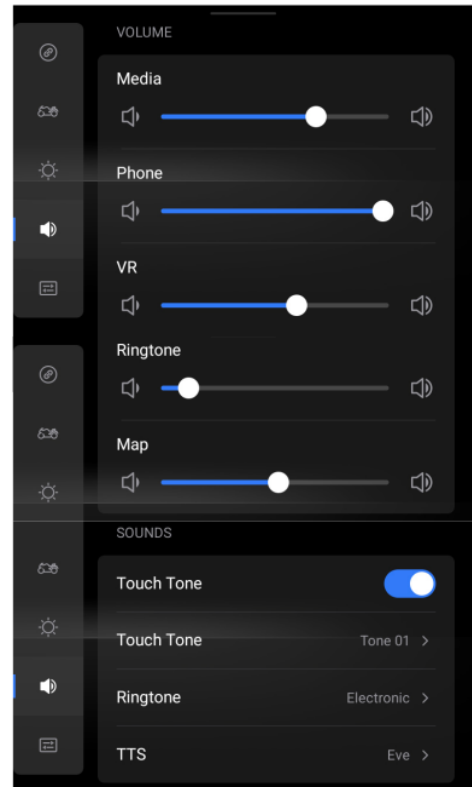 VOLUME
Media
Phone
VR
Ringtone
Map
SOUNDS
Touch Tone
Touch Tone
Tone 01
Ringtone
Electronic
TTS
Eve